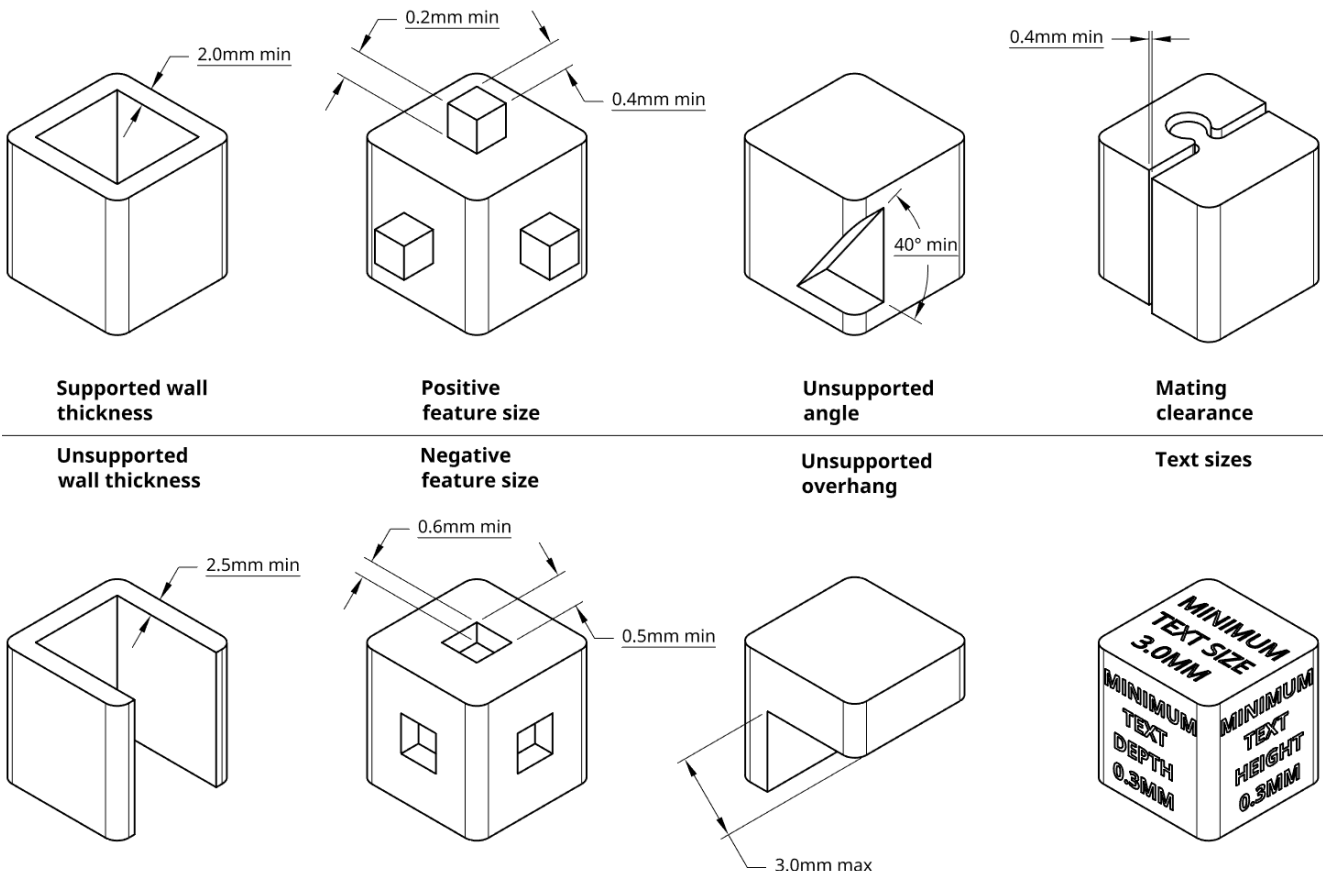 2.0mm min
0.2mm min
0.4mm min
40° min
0.4mm min
Supported wall
thickness
Positive
feature size
Unsupported
angle
Mating
clearance
Unsupported
wall thickness
Negative
feature size
Unsupported
overhang
Text sizes
2.5mm min
0.6mm min
0.5mm min
3.0mm max
MINIMUM
TEXT SIZE
3.0MM
MINIMUM
TEXT
DEPTH
0.3MM
MINIMUM
TEXT
HEIGHT
0.3MM